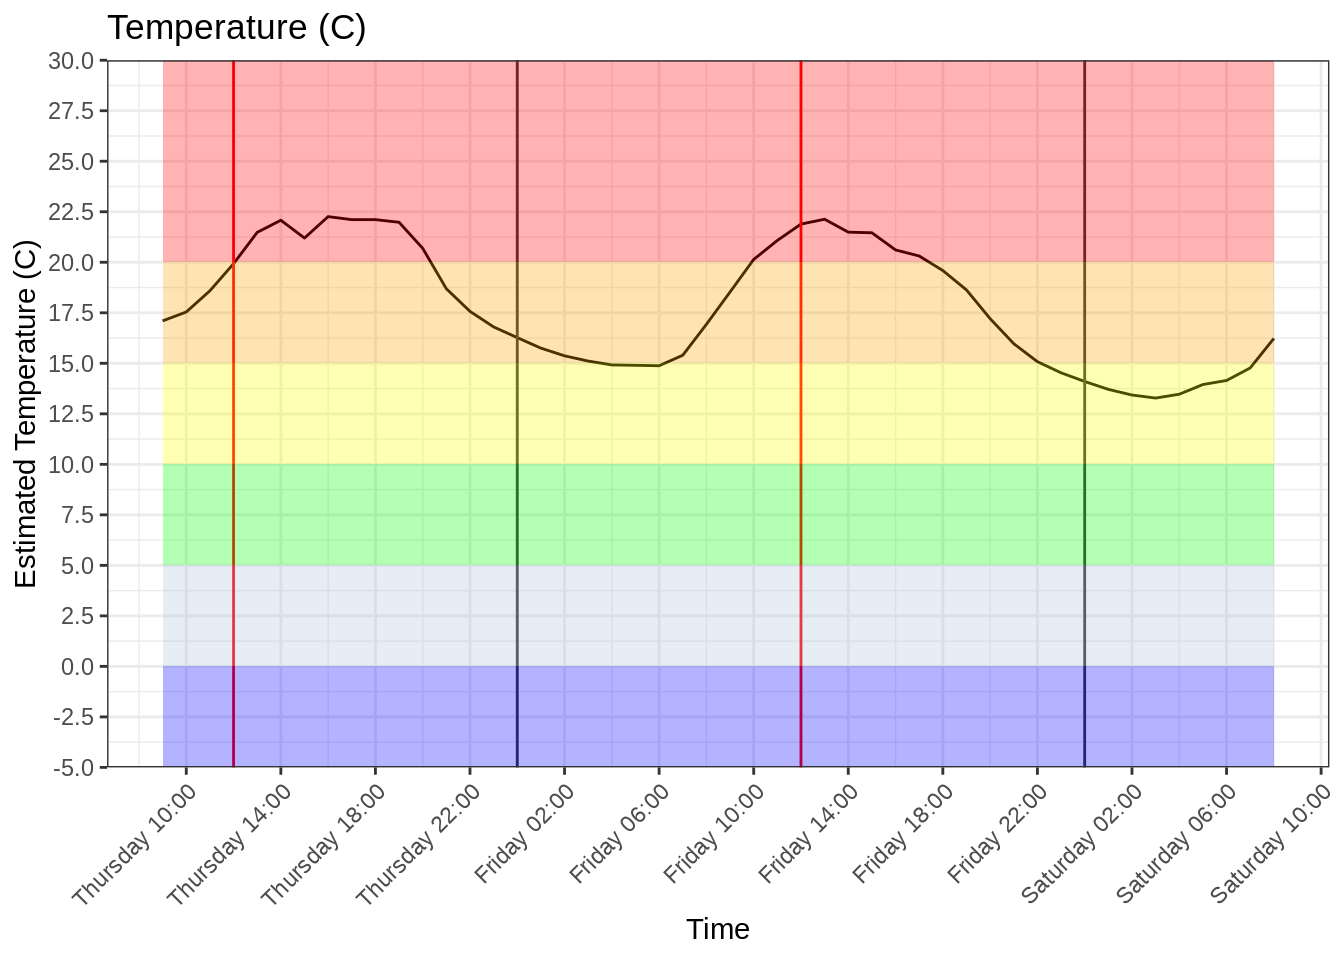 Temperature (C)
30.0
27.5
25.0
22.5
20.0
17.5
15.0
12.5
10.0
7.5
5.0
2.5
0.0
-2.5
-5.0
Estimated Temperature (C)
Thursday 10:00
Thursday 14:00
Thursday 18:00
Thursday 22:00
Friday 02:00
Friday 06:00
Friday 10:00
Friday 14:00
Friday 18:00
Friday 22:00
Saturday 02:00
Saturday 06:00
Saturday 10:00
Time